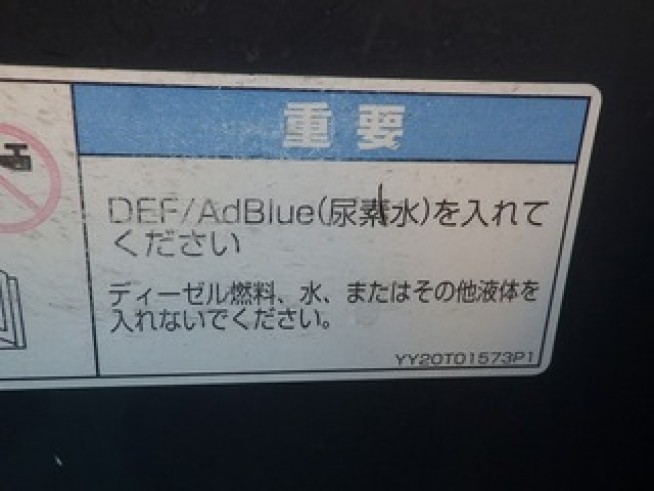 重要
DEF/AdBlue(尿素水)を入れて
ください
ディーゼル燃料、水、またはその他液体を
入れないでください。
YY20T01573P1